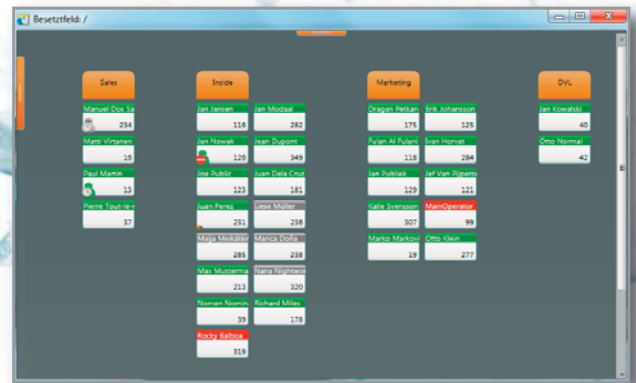 Besetztfeld: /
Sales
Inside
Marketing
DVL
Manuel Dos Sa
234
Jan Jansen
116
Jan Modaal
282
Dragan Petkan
175
Erik Johansson
125
Jan Kowalski
40
Matti Virtanen
16
Jan Nowak
126
Jean Dupont
349
Fulan Al Fulani
118
Ivan Horvat
284
Otto Normal
42
Paul Martin
13
Joe Public
123
Juan Dela Cruz
181
Jan Publiek
129
Jef Van Pijperz
121
Pierre Tout-le-
37
Juan Perez
231
Liese Müller
236
Kalle Svensson
307
MainOperator
99
Maija Meikäläin
285
Marica Doña
238
Marko Markovi
19
Otto Klein
277
Max Musterma
213
Nana Nightwor
320
Nomen Nomin
39
Richard Miles
178
Rocky Balboa
319